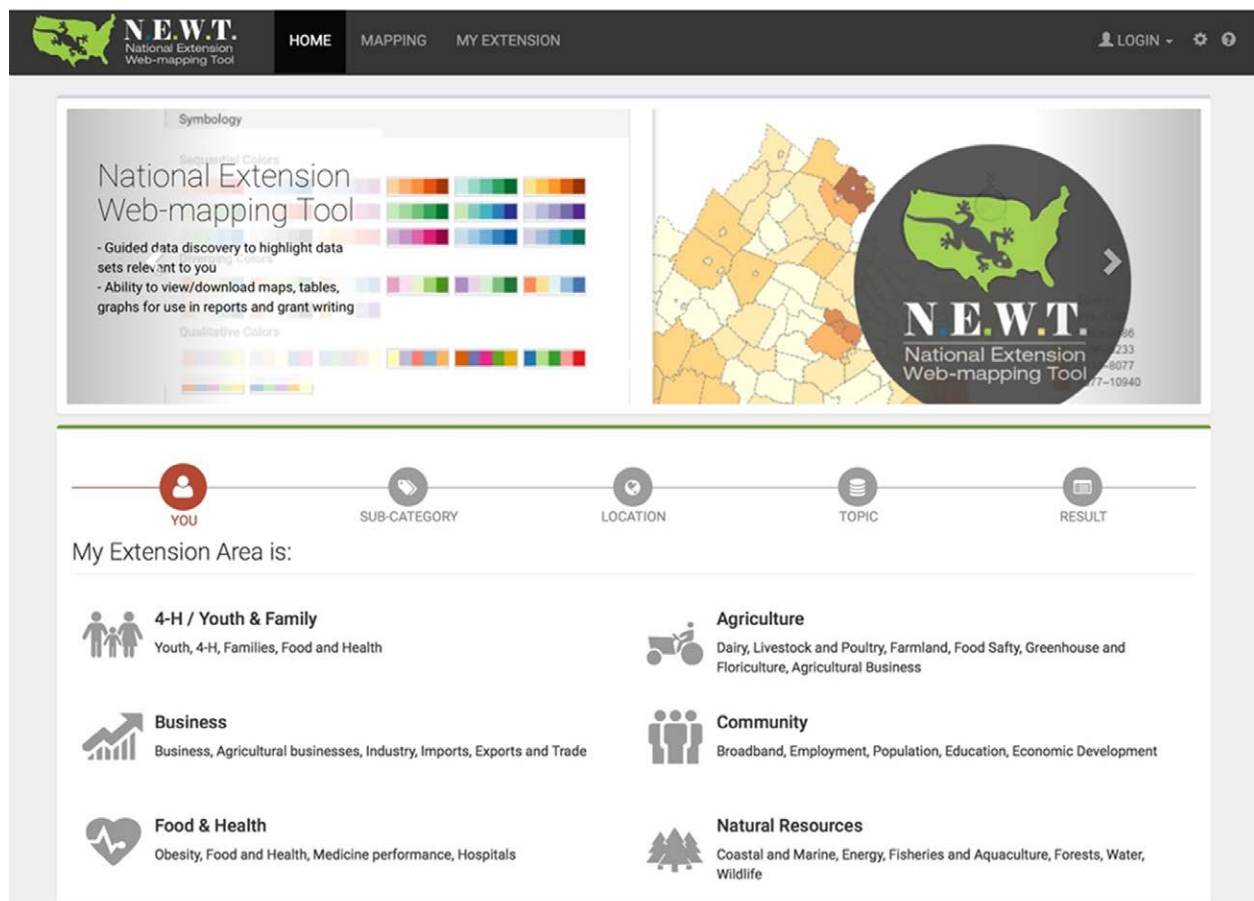 N.E.W.T.
National Extension
Web-mapping Tool
HOME
MAPPING
MY EXTENSION
LOGIN
Symbology
Sequential Colors
National Extension
Web-mapping Tool
- Guided data discovery to highlight data
sets relevant to you
Diverging Colors
- Ability to view/download maps, tables,
graphs for use in reports and grant writing
Qualitative Colors
N.E.W.T.
National Extension
Web-mapping Tool
–10940
YOU
SUB-CATEGORY
LOCATION
TOPIC
RESULT
My Extension Area is:
4-H / Youth & Family
Youth, 4-H, Families, Food and Health
Agriculture
Dairy, Livestock and Poultry, Farmland, Food Safty, Greenhouse and
Floriculture, Agricultural Business
Business
Business, Agricultural businesses, Industry, Imports, Exports and Trade
Community
Broadband, Employment, Population, Education, Economic Development
Food & Health
Obesity, Food and Health, Medicine performance, Hospitals
Natural Resources
Coastal and Marine, Energy, Fisheries and Aquaculture, Forests, Water,
Wildlife